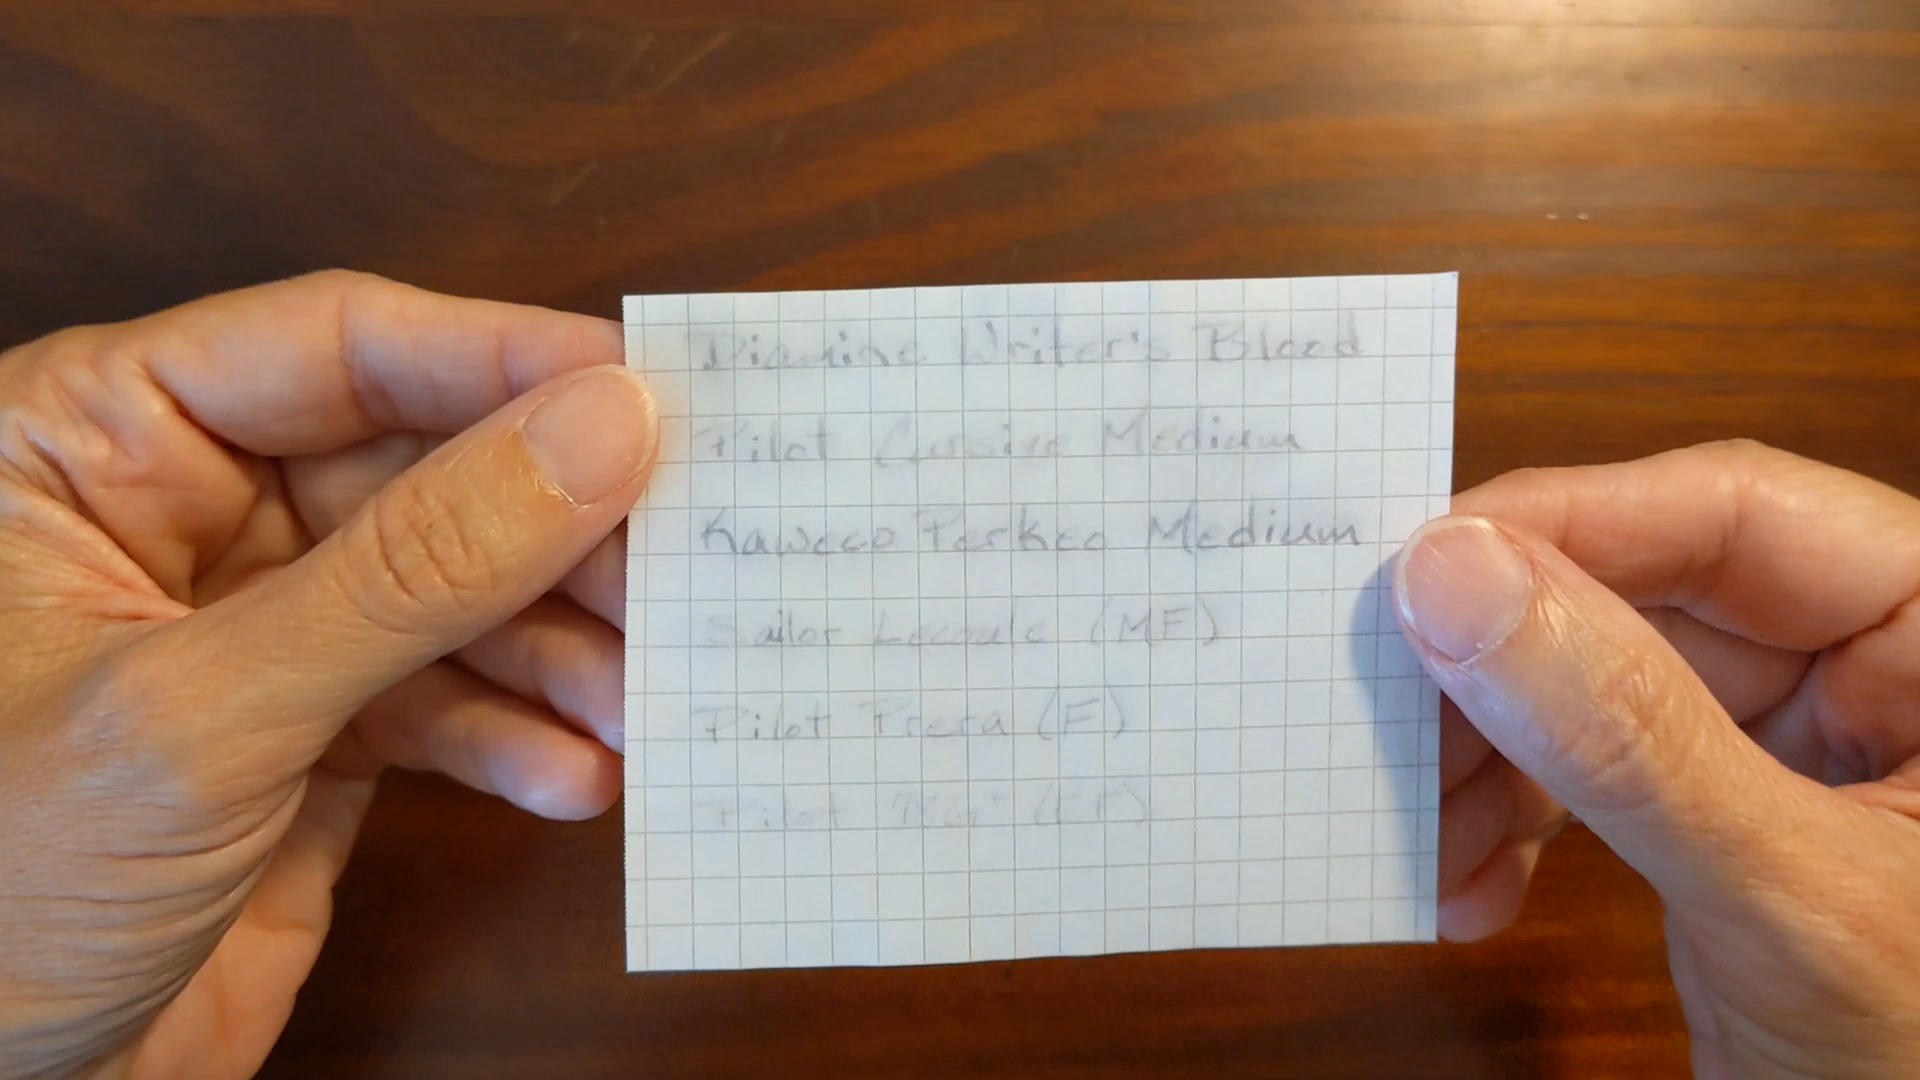 Diamine Writer's Blood
Pilot Cursive Medium
Kaweco Perkeo Medium
Sailor Lecoule (MF)
Pilot Prera (F)
Pilot (EF)